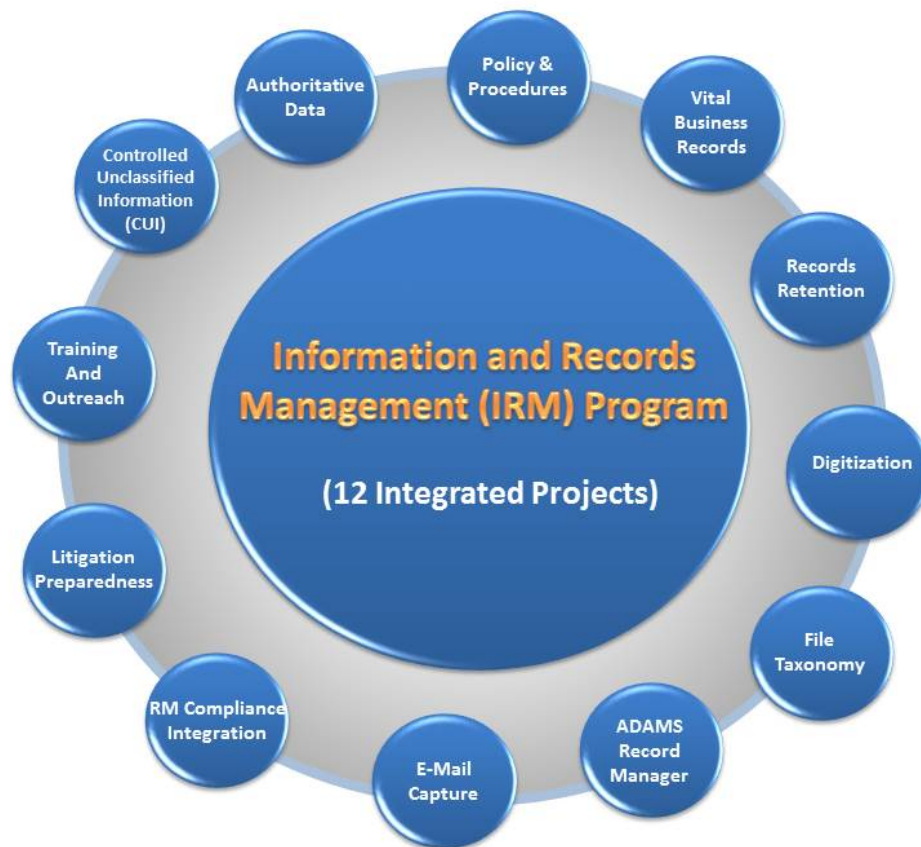 Information and Records
Management (IRM) Program
(12 Integrated Projects)
Policy &
Procedures
Vital
Business
Records
Records
Retention
Digitization
File
Taxonomy
ADAMS
Record
Manager
E-Mail
Capture
RM Compliance
Integration
Litigation
Preparedness
Training
And
Outreach
Controlled
Unclassified
Information
(CUI)
Authoritative
Data